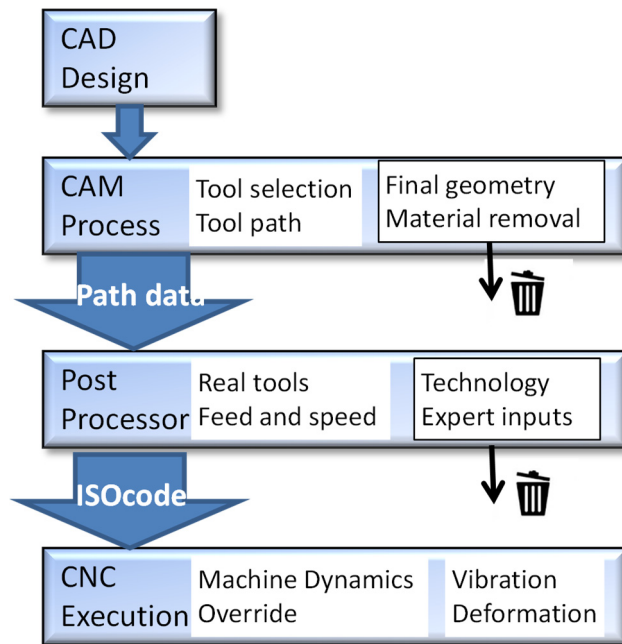 CAD
Design
CAM
Process
Tool selection
Tool path
Final geometry
Material removal
Path data
Post
Processor
Real tools
Feed and speed
Technology
Expert inputs
ISOcode
CNC
Execution
Machine Dynamics
Override
Vibration
Deformation